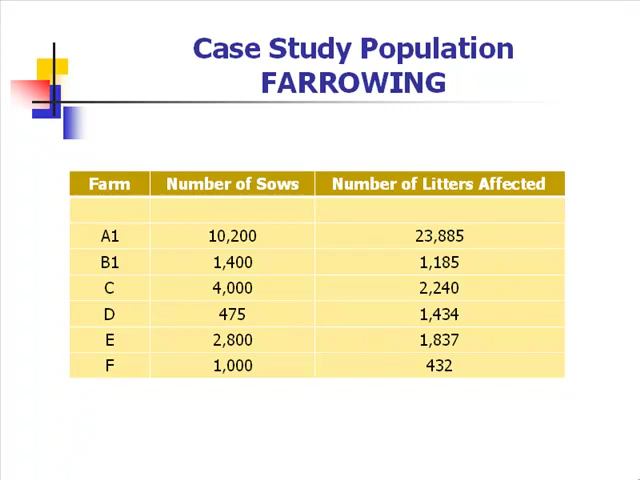 Case Study Population
FARROWING
Farm Number of Sows Number of Litters Affected
A1 10,200 23,885
B1 1,400 1,185
C 4,000 2,240
D 475 1,434
E 2,800 1,837
F 1,000 432